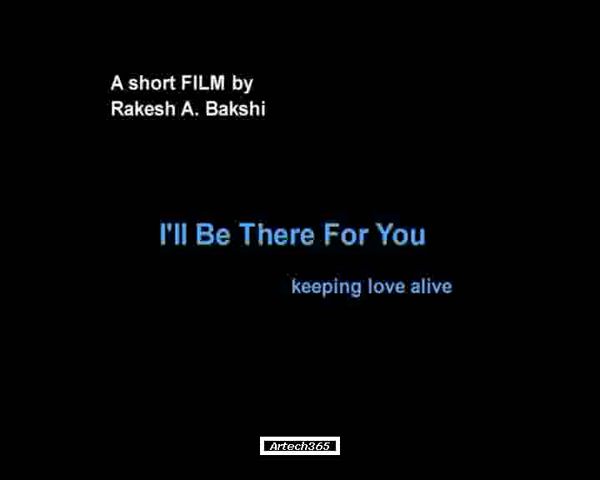 A short FILM by
Rakesh A. Bakshi
I'll Be There For You
keeping love alive
Artech365